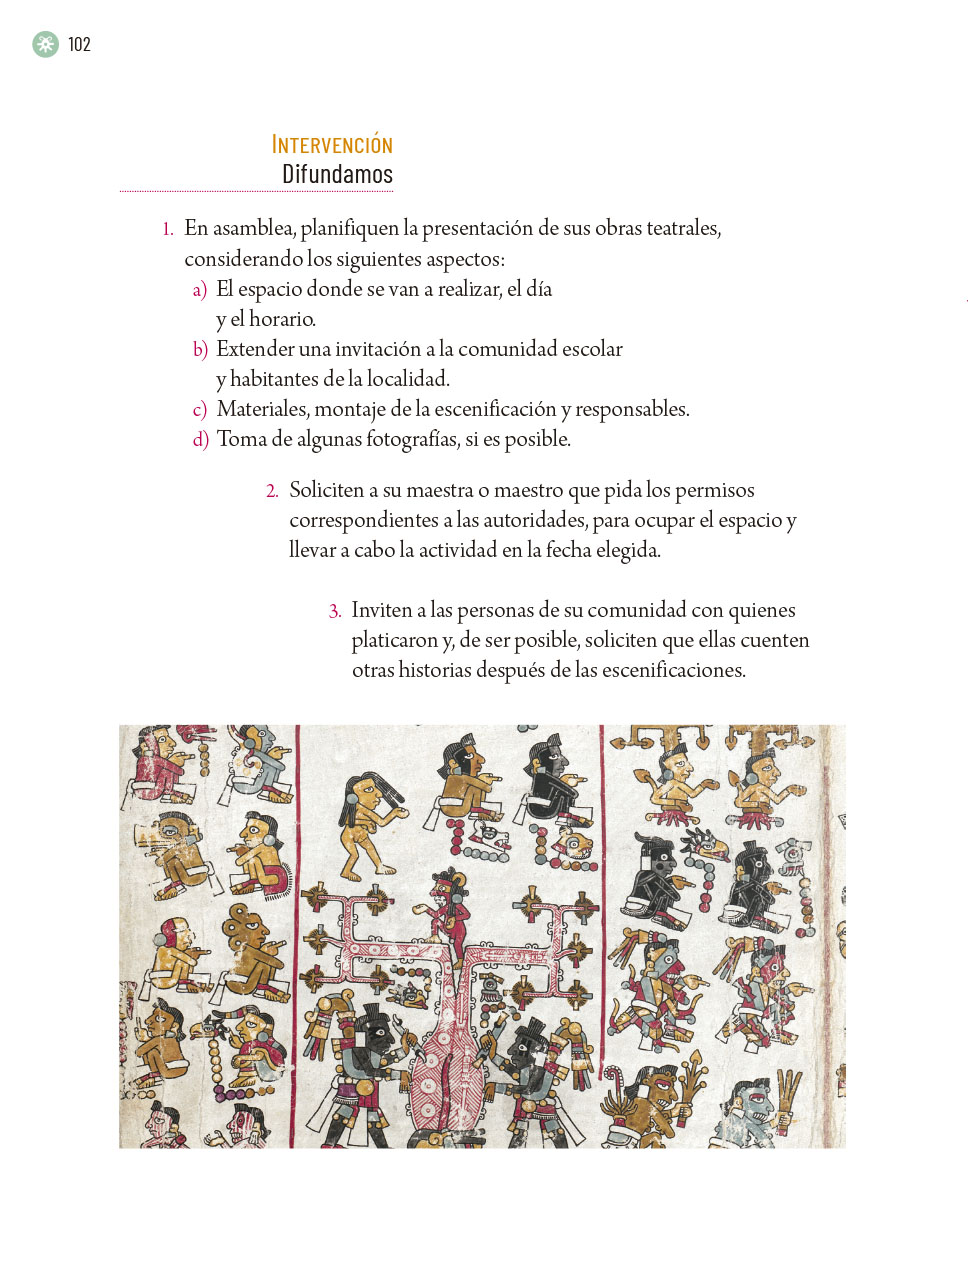 102
INTERVENCIÓN
Difundamos
1. En asamblea, planifiquen la presentación de sus obras teatrales,
considerando los siguientes aspectos:
a) El espacio donde se van a realizar, el día
y el horario.
b) Extender una invitación a la comunidad escolar
y habitantes de la localidad.
c) Materiales, montaje de la escenificación y responsables.
d) Toma de algunas fotografías, si es posible.
2. Soliciten a su maestra o maestro que pida los permisos
correspondientes a las autoridades, para ocupar el espacio y
llevar a cabo la actividad en la fecha elegida.
3. Inviten a las personas de su comunidad con quienes
platicaron y, de ser posible, soliciten que ellas cuenten
otras historias después de las escenificaciones.